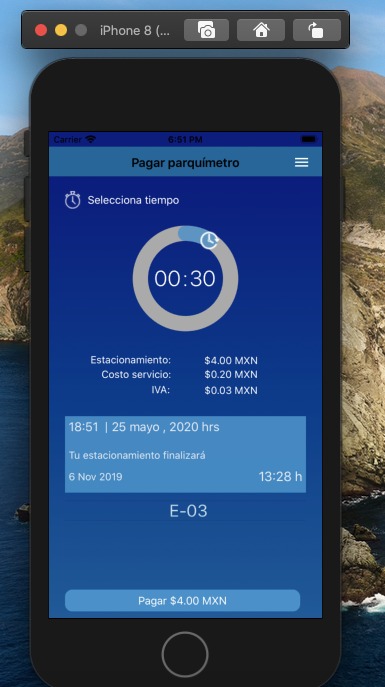 iPhone 8 (...
Carrier 6:51 PM
Pagar parquímetro
Selecciona tiempo
00:30
Estacionamiento: $4.00 MXN
Costo servicio: $0.20 MXN
IVA: $0.03 MXN
18:51 | 25 mayo , 2020 hrs
Tu estacionamiento finalizará
6 Nov 2019 13:28 h
E-03
Pagar $4.00 MXN